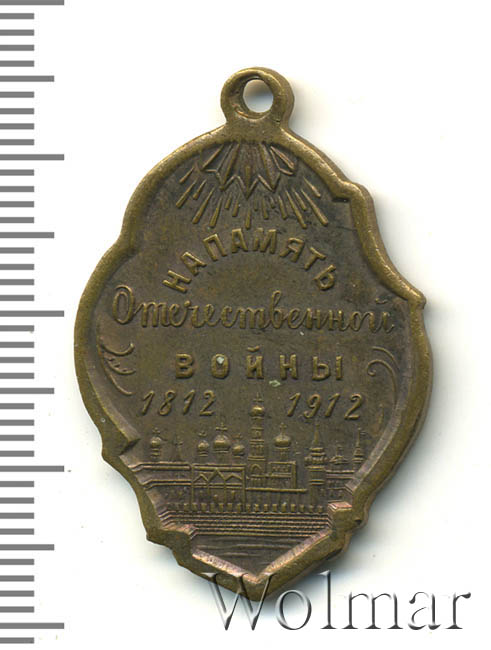 НА ПАМЯТЬ
Отечественной
ВОЙНЫ
1812 1912
Wolmar